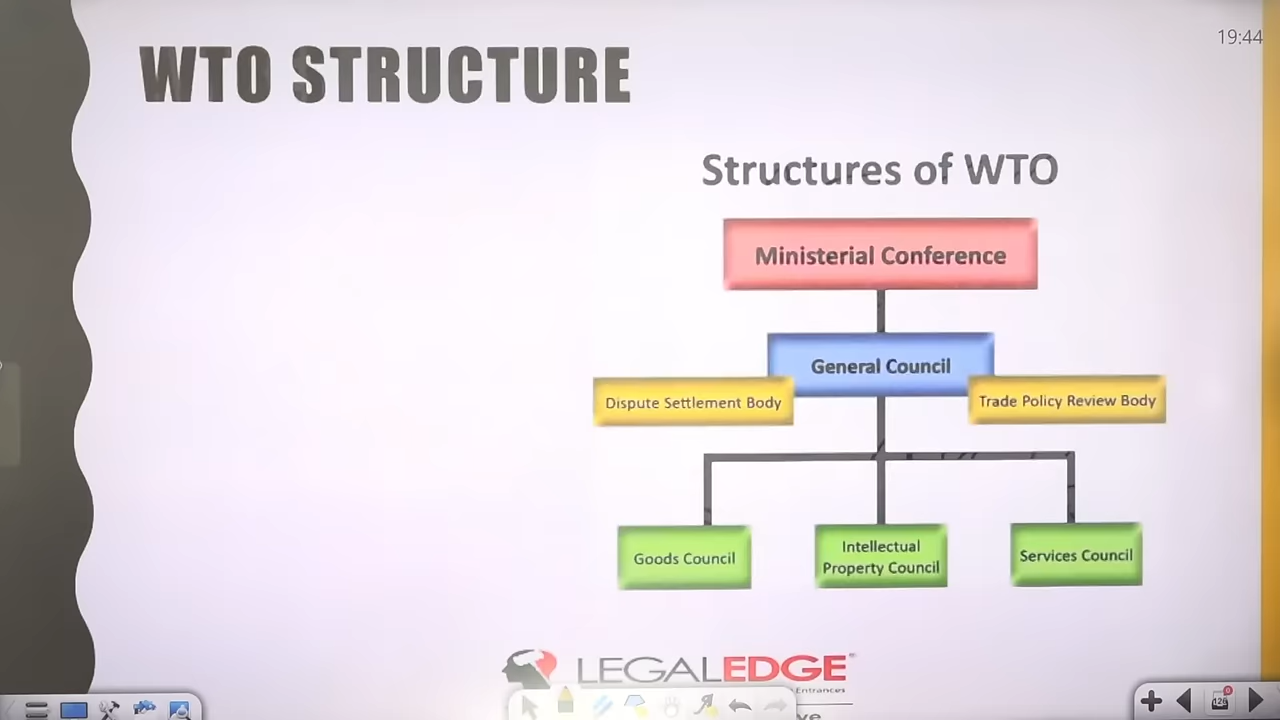 19:44
WTO STRUCTURE
Structures of WTO
Ministerial Conference
General Council
Dispute Settlement Body
Trade Policy Review Body
Goods Council
Intellectual
Property Council
Services Council
LEGALEDGE
Entrances